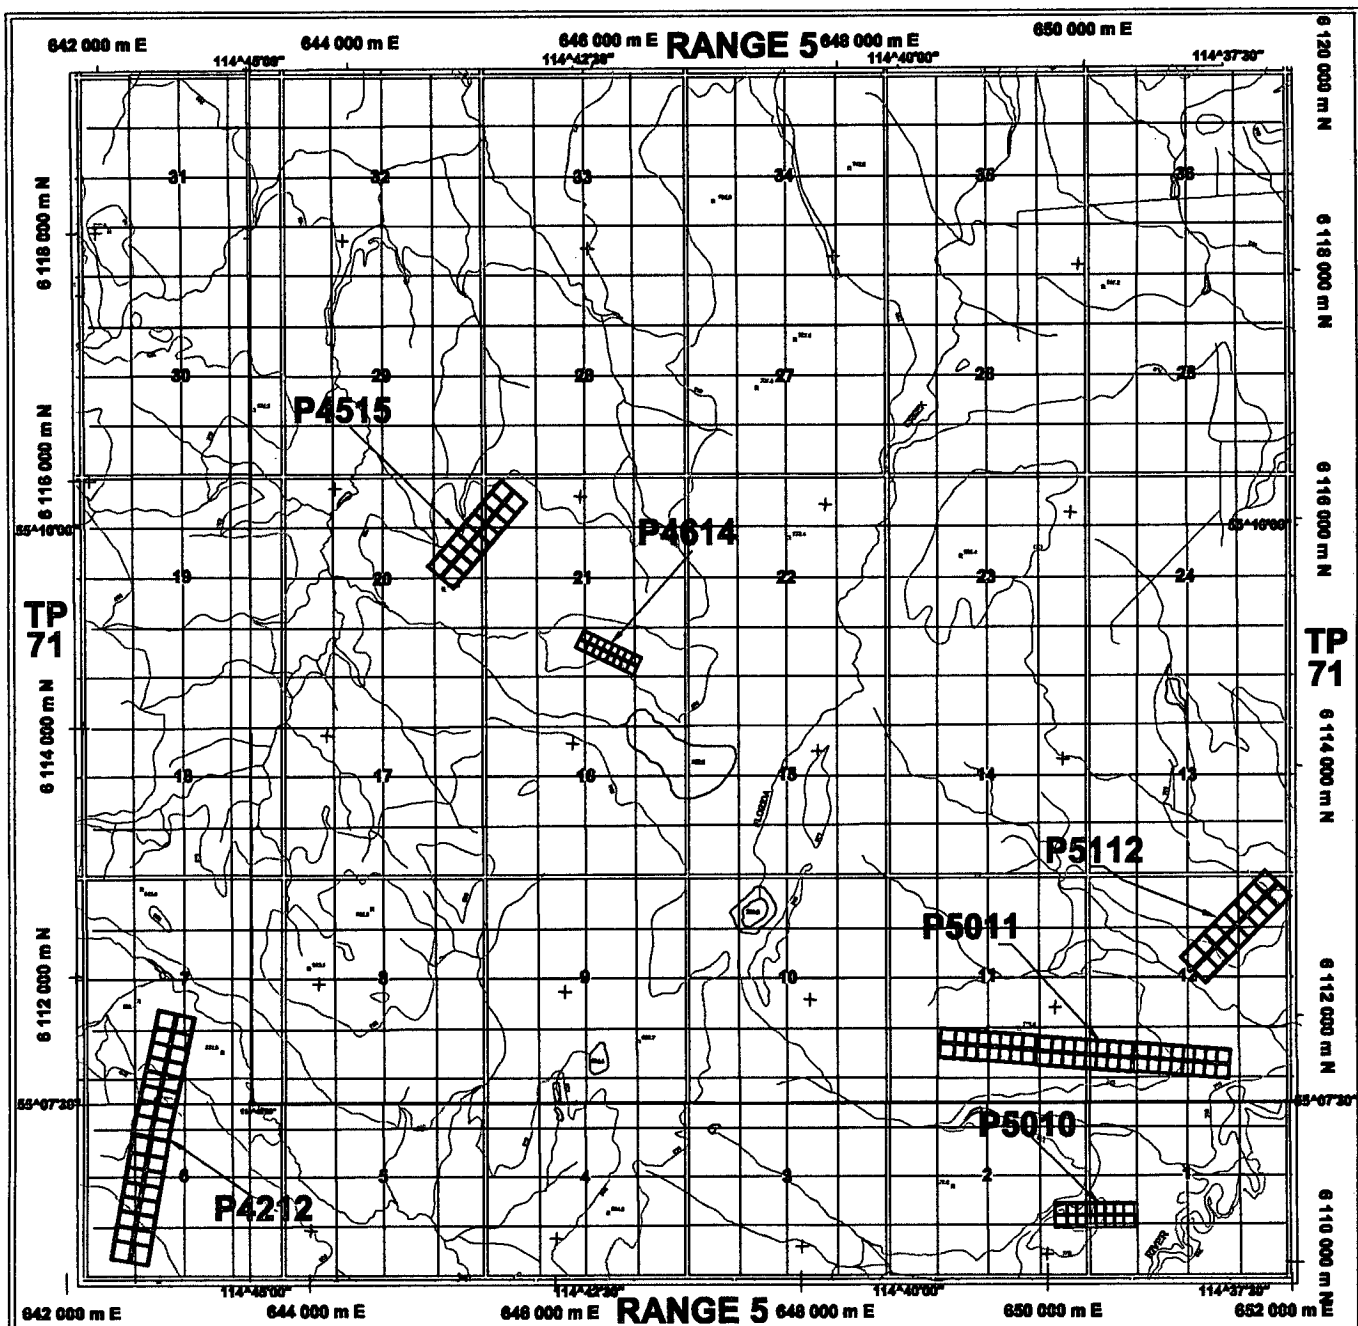 642 000 m E 644 000 m E 646 000 m E RANGE 5 648 000 m E 650 000 m E
114^45'00" 114^42'30" 114^40'00" 114^37'30"
6 120 000 m N
31 32 33 34 35 36
6 118 000 m N 6 118 000 m N
30 29 28 27 26 25
P4515
CREEK
6 116 000 m N 6 116 000 m N
55^10'00" 55^10'00"
P4614
19 20 21 22 23 24
TP
71
TP
71
6 114 000 m N 6 114 000 m N
18 17 16 15 14 13
FLORIDA
P5112
P5011
7 8 9 10 11 12
6 112 000 m N 6 112 000 m N
55^07'30" 55^07'30"
P5010
6 5 4 3 2 1
P4212
RIVER
6 110 000 m N
114^45'00" 114^42'30" 114^40'00" 114^37'30"
642 000 m E 644 000 m E 646 000 m E RANGE 5 648 000 m E 650 000 m E 652 000 m E